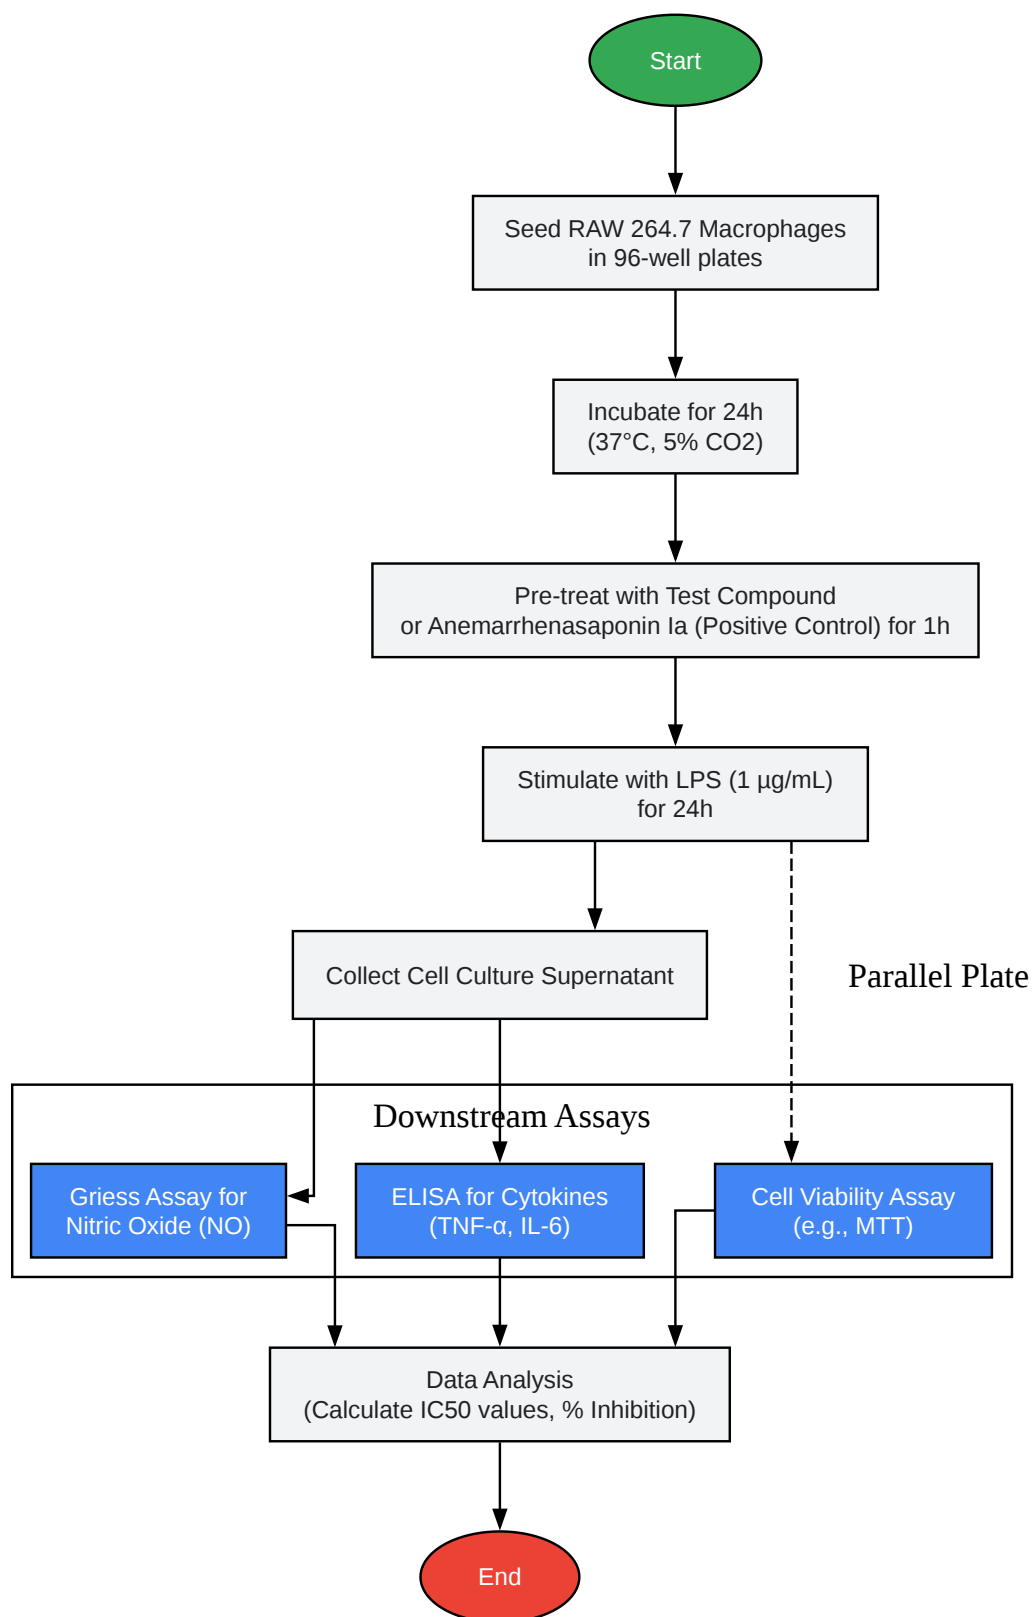 Start
Seed RAW 264.7 Macrophages
in 96-well plates
Incubate for 24h
(37°C, 5% CO2)
Pre-treat with Test Compound
or Anemarrhenasaponin Ia (Positive Control) for 1h
Stimulate with LPS (1 µg/mL)
for 24h
Collect Cell Culture Supernatant
Parallel Plate
Downstream Assays
Griess Assay for
Nitric Oxide (NO)
ELISA for Cytokines
(TNF-α, IL-6)
Cell Viability Assay
(e.g., MTT)
Data Analysis
(Calculate IC50 values, % Inhibition)
End